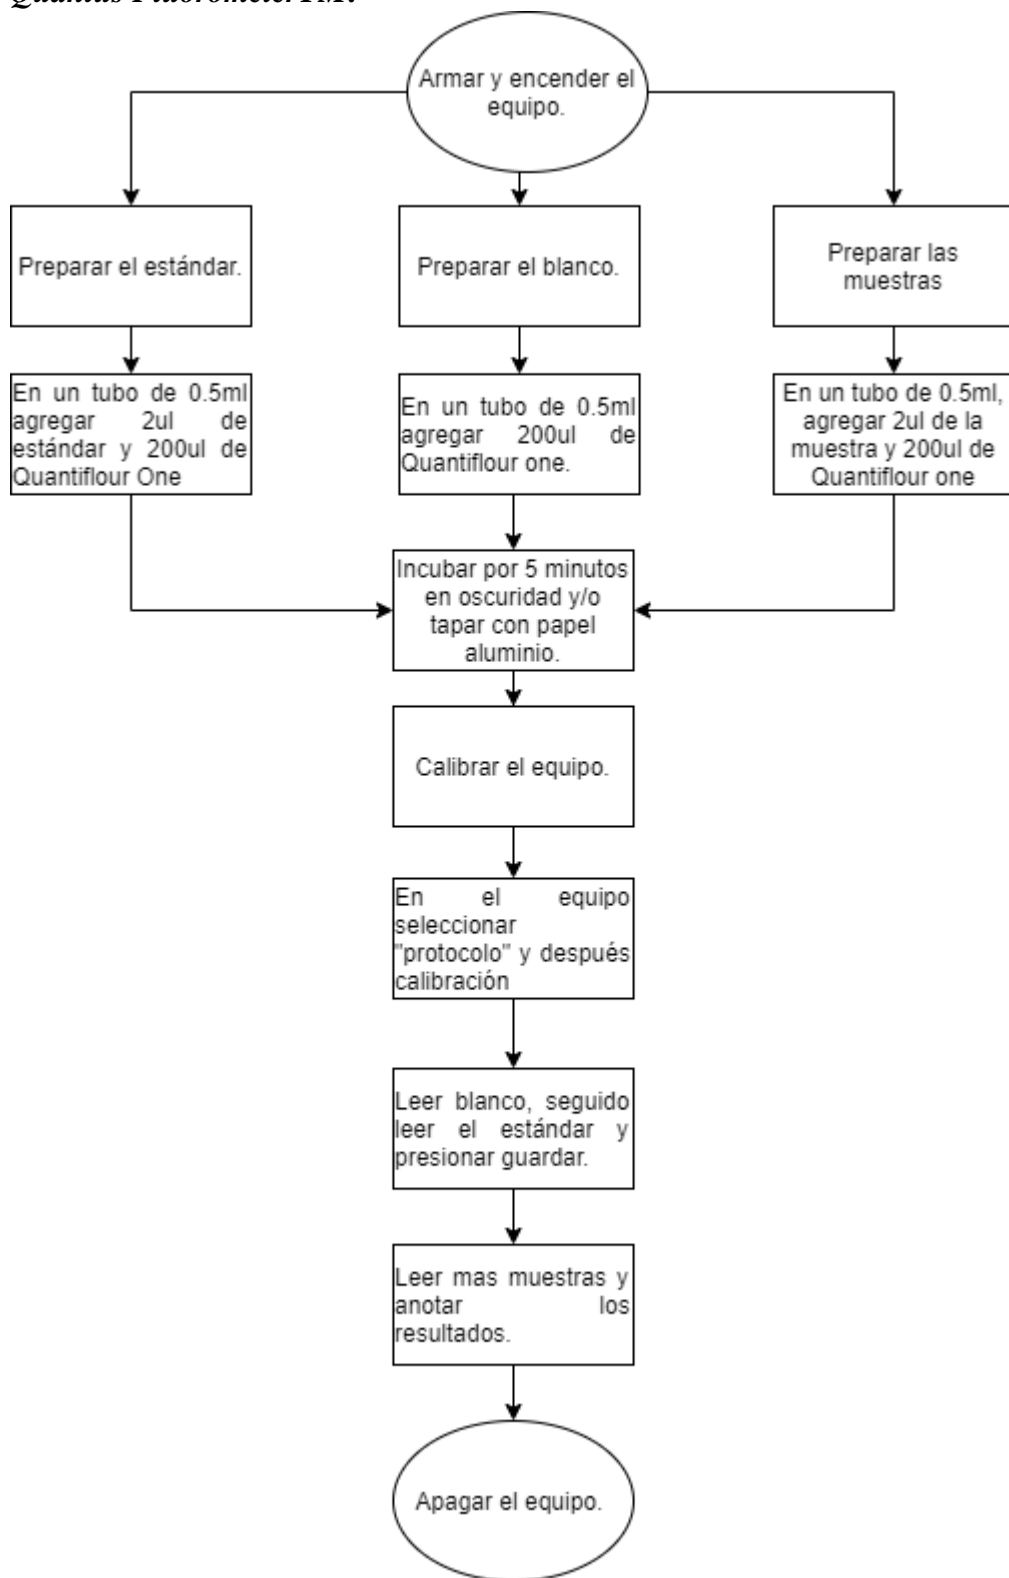 Quantus FluorometerTM.
Armar y encender el
equipo.
Preparar el estándar.
Preparar el blanco.
Preparar las
muestras
En un tubo de 0.5ml
agregar 2ul de
estándar y 200ul de
Quantiflour One
En un tubo de 0.5ml
agregar 200ul de
Quantiflour one.
En un tubo de 0.5ml,
agregar 2ul de la
muestra y 200ul de
Quantiflour one
Incubar por 5 minutos
en oscuridad y/o
tapar con papel
aluminio.
Calibrar el equipo.
En el equipo
seleccionar
"protocolo" y después
calibración
Leer blanco, seguido
leer el estándar y
presionar guardar.
Leer mas muestras y
anotar los
resultados.
Apagar el equipo.